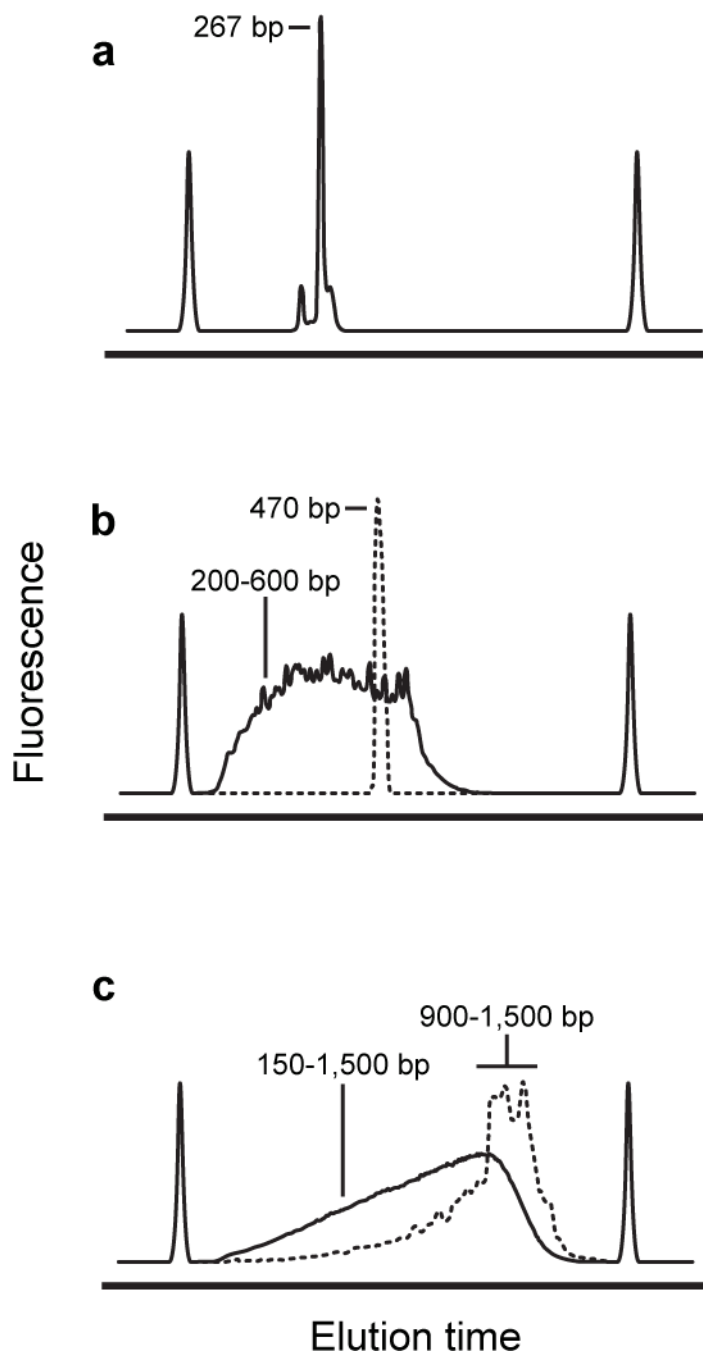 a
267 bp
b
470 bp
200-600 bp
Fluorescence
c
900-1,500 bp
150-1,500 bp
Elution time